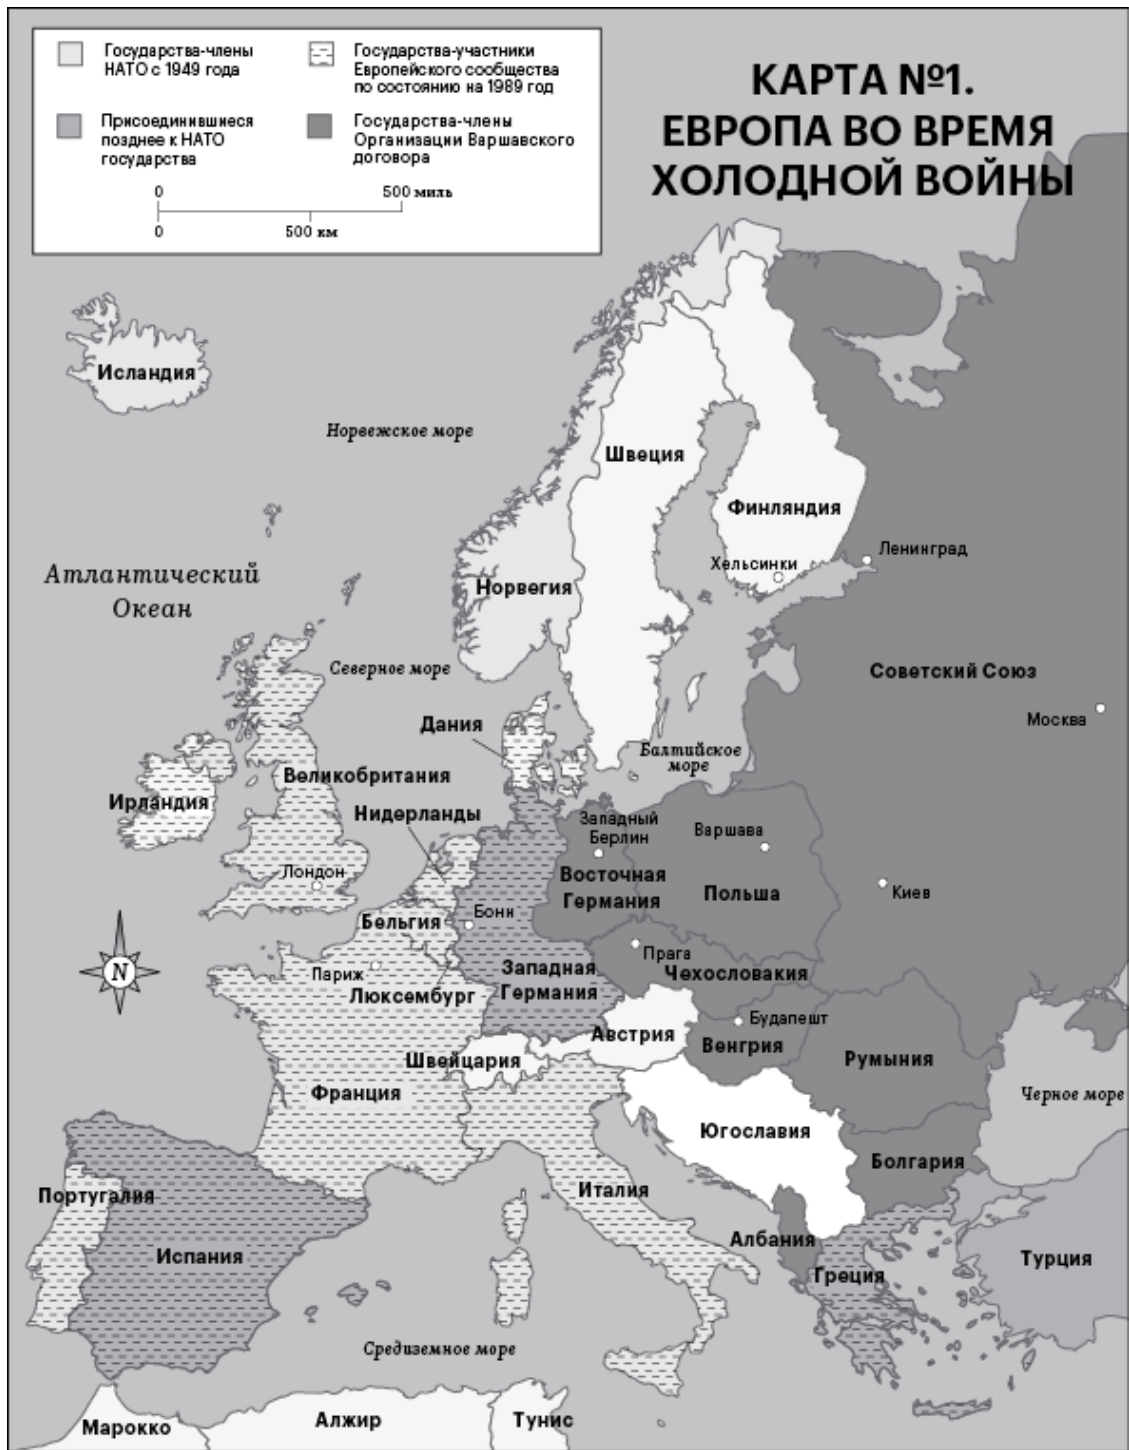 Государства-члены
НАТО с 1949 года
Государства-участники
Европейского сообщества
по состоянию на 1989 год
Присоединившиеся
позднее к НАТО
государства
Государства-члены
Организации Варшавского
договора
0
500 миль
0
500 км
КАРТА №1.
ЕВРОПА ВО ВРЕМЯ
ХОЛОДНОЙ ВОЙНЫ
Исландия
Норвежское море
Швеция
Финляндия
Ленинград
Хельсинки
Атлантический
Океан
Норвегия
Северное море
Советский Союз
Москва
Дания
Балтийское
море
Великобритания
Ирландия
Нидерланды
Западный
Берлин
Варшава
Лондон
Восточная
Германия
Польша
Киев
Бельгия
Бонн
N
Париж
Прага
Чехословакия
Западная
Германия
Люксембург
Будапешт
Австрия
Венгрия
Швейцария
Румыния
Франция
Черное море
Югославия
Болгария
Португалия
Италия
Албания
Испания
Греция
Турция
Средиземное море
Марокко
Алжир
Тунис